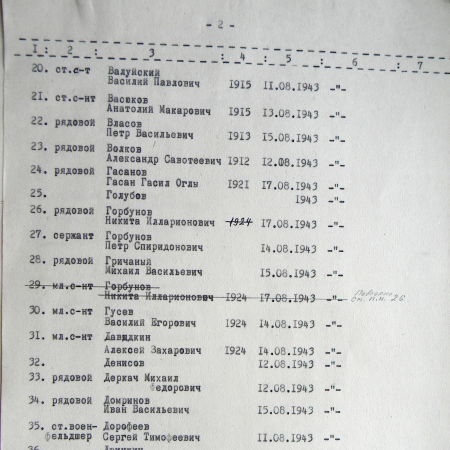 - 2 -
I : 2 : 3 : 4 : 5 : 6 : 7
20. ст.с-т Валуйский
Василий Павлович 1915 11.08.1943 -"-
21. ст.с-нт Васюков
Анатолий Макарович 1915 13.08.1943 -"-
22. рядовой Власов
Петр Васильевич 1913 15.08.1943 -"-
23. рядовой Волков
Александр Савотеевич 1912 12.08.1943 -"-
24. рядовой Гасанов
Гасан Гасил Оглы 1921 17.08.1943 -"-
25. Голубов 1943 -"-
26. рядовой Горбунов
Никита Илларионович 1924 17.08.1943 -"-
27. сержант Горбунов
Петр Спиридонович 14.08.1943 -"-
28. рядовой Гричаный
Михаил Васильевич 15.08.1943 -"-
29. мл.с-нт Горбунов
Никита Илларионович 1924 17.08.1943 -"-
см. п.н. 26
30. мл.с-нт Гусев
Василий Егорович 1924 14.08.1943 -"-
31. мл.с-нт Давыдкин
Алексей Захарович 1924 14.08.1943 -"-
32. Денисов 12.08.1943 -"-
33. рядовой Деркач Михаил
Федорович 12.08.1943 -"-
34. рядовой Домринов
Иван Васильевич 15.08.1943 -"-
35. ст.воен- Дорофеев
фельдшер Сергей Тимофеевич 11.08.1943 -"-
36.